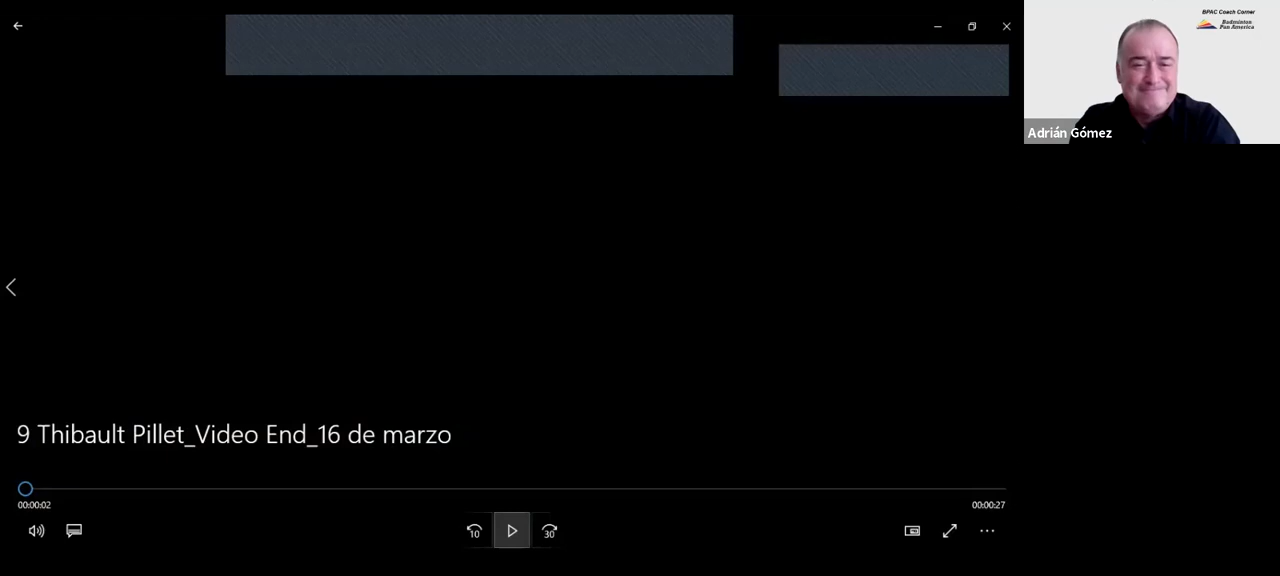 BPAC Coach Corner
Badminton
Pan America
Adrián Gómez
9 Thibault Pillet_Video End_16 de marzo
00:00:02
00:00:27
10
30